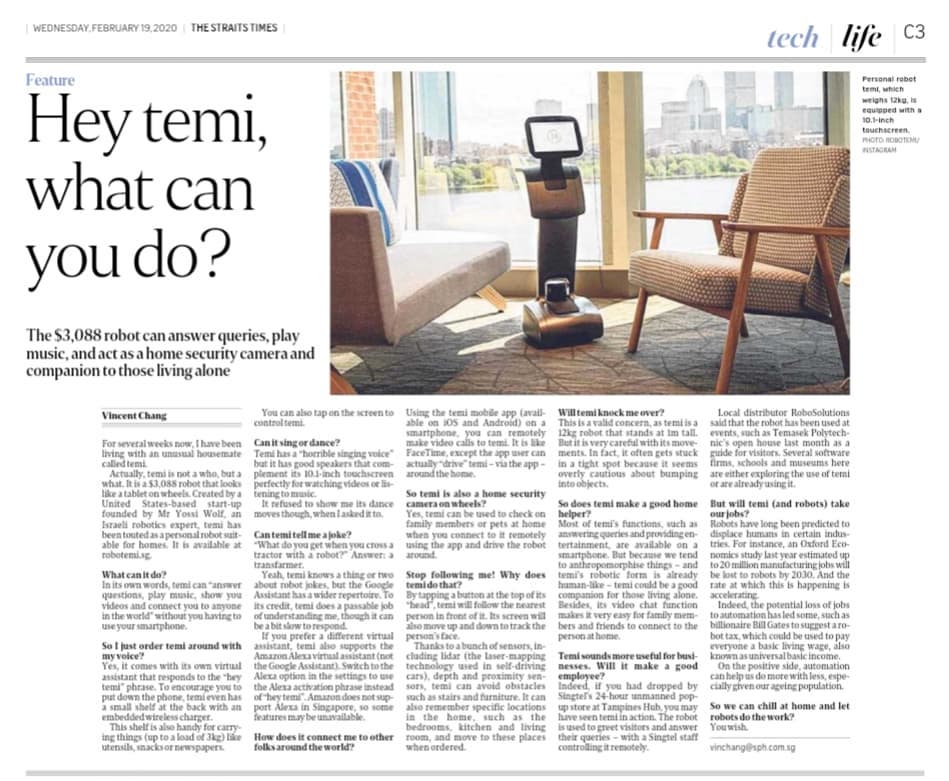 WEDNESDAY, FEBRUARY 19, 2020 | THE STRAITS TIMES |
tech | life C3
Feature
Hey temi,
what can
you do?
The $3,088 robot can answer queries, play
music, and act as a home security camera and
companion to those living alone
Personal robot
temi, which
weighs 12kg, is
equipped with a
10.1-inch
touchscreen.
PHOTO: ROBOTEMI/
INSTAGRAM
Vincent Chang
For several weeks now, I have been
living with an unusual housemate
called temi.
Actually, temi is not a who, but a
what. It is a $3,088 robot that looks
like a tablet on wheels. Created by a
United States-based start-up
founded by Mr Yossi Wolf, an
Israeli robotics expert, temi has
been touted as a personal robot suit-
able for homes. It is available at
robotemi.sg.
What can it do?
In its own words, temi can "answer
questions, play music, show you
videos and connect you to anyone
in the world" without you having to
use your smartphone.
So I just order temi around with
my voice?
Yes, it comes with its own virtual
assistant that responds to the "hey
temi" phrase. To encourage you to
put down the phone, temi even has
a small shelf at the back with an
embedded wireless charger.
This shelf is also handy for carry-
ing things (up to a load of 3kg) like
utensils, snacks or newspapers.
You can also tap on the screen to
control temi.
Can it sing or dance?
Temi has a "horrible singing voice"
but it has good speakers that com-
plement its 10.1-inch touchscreen
perfectly for watching videos or lis-
tening to music.
It refused to show me its dance
moves though, when I asked it to.
Can temi tell me a joke?
"What do you get when you cross a
tractor with a robot?" Answer: a
transfarmer.
Yeah, temi knows a thing or two
about robot jokes, but the Google
Assistant has a wider repertoire. To
its credit, temi does a passable job
of understanding me, though it can
be a bit slow to respond.
If you prefer a different virtual
assistant, temi also supports the
Amazon Alexa virtual assistant (not
the Google Assistant). Switch to the
Alexa option in the settings to use
the Alexa activation phrase instead
of "hey temi". Amazon does not sup-
port Alexa in Singapore, so some
features may be unavailable.
How does it connect me to other
folks around the world?
Using the temi mobile app (avail-
able on iOS and Android) on a
smartphone, you can remotely
make video calls to temi. It is like
FaceTime, except the app user can
actually "drive" temi – via the app –
around the home.
So temi is also a home security
camera on wheels?
Yes, temi can be used to check on
family members or pets at home
when you connect to it remotely
using the app and drive the robot
around.
Stop following me! Why does
temi do that?
By tapping a button at the top of its
"head", temi will follow the nearest
person in front of it. Its screen will
also move up and down to track the
person's face.
Thanks to a bunch of sensors, in-
cluding lidar (the laser-mapping
technology used in self-driving
cars), depth and proximity sen-
sors, temi can avoid obstacles
such as stairs and furniture. It can
also remember specific locations
in the home, such as the
bedrooms, kitchen and living
room, and move to these places
when ordered.
Will temi knock me over?
This is a valid concern, as temi is a
12kg robot that stands at 1m tall.
But it is very careful with its move-
ments. In fact, it often gets stuck
in a tight spot because it seems
overly cautious about bumping
into objects.
So does temi make a good home
helper?
Most of temi's functions, such as
answering queries and providing en-
tertainment, are available on a
smartphone. But because we tend
to anthropomorphise things – and
temi's robotic form is already
human-like – temi could be a good
companion for those living alone.
Besides, its video chat function
makes it very easy for family mem-
bers and friends to connect to the
person at home.
Temi sounds more useful for busi-
nesses. Will it make a good
employee?
Indeed, if you had dropped by
Singtel's 24-hour unmanned pop-
up store at Tampines Hub, you may
have seen temi in action. The robot
is used to greet visitors and answer
their queries – with a Singtel staff
controlling it remotely.
Local distributor RoboSolutions
said that the robot has been used at
events, such as Temasek Polytech-
nic's open house last month as a
guide for visitors. Several software
firms, schools and museums here
are either exploring the use of temi
or are already using it.
But will temi (and robots) take
our jobs?
Robots have long been predicted to
displace humans in certain indus-
tries. For instance, an Oxford Eco-
nomics study last year estimated up
to 20 million manufacturing jobs will
be lost to robots by 2030. And the
rate at which this is happening is
accelerating.
Indeed, the potential loss of jobs
to automation has led some, such as
billionaire Bill Gates to suggest a ro-
bot tax, which could be used to pay
everyone a basic living wage, also
known as universal basic income.
On the positive side, automation
can help us do more with less, espe-
cially given our ageing population.
So we can chill at home and let
robots do the work?
You wish.
vinchang@sph.com.sg